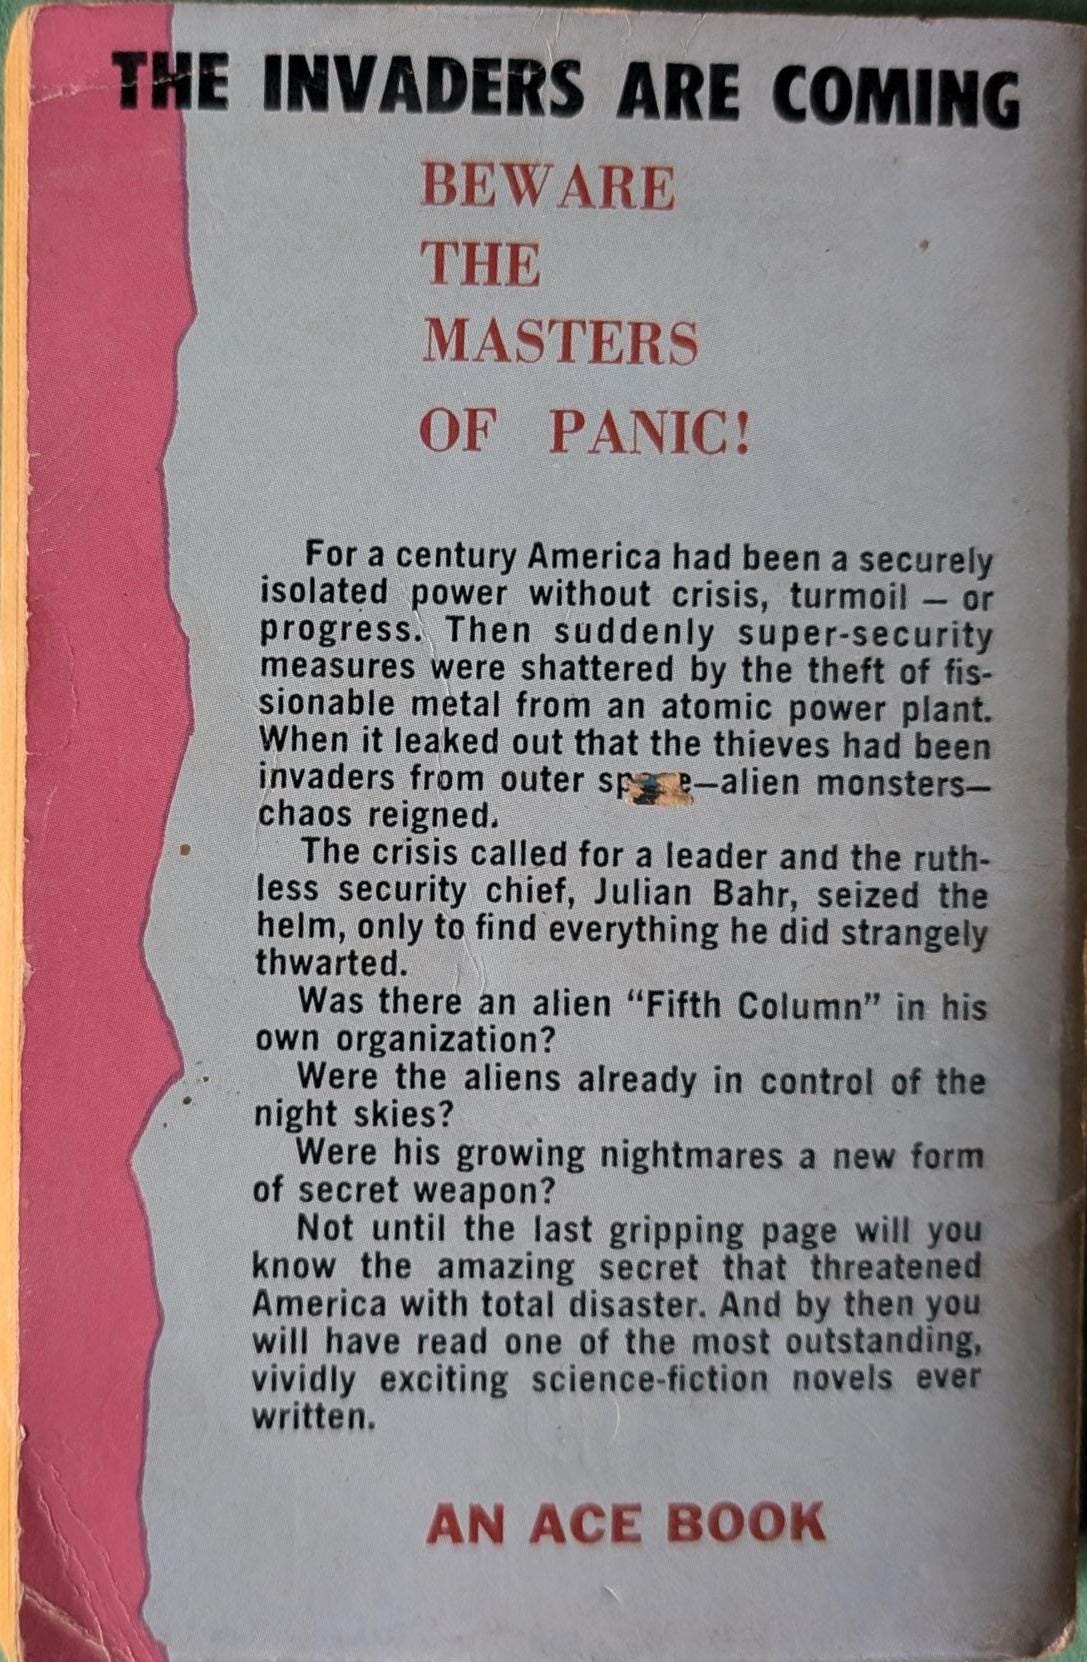 THE INVADERS ARE COMING
BEWARE
THE
MASTERS
OF PANIC!
For a century America had been a securely
isolated power without crisis, turmoil — or
progress. Then suddenly super-security
measures were shattered by the theft of fis-
sionable metal from an atomic power plant.
When it leaked out that the thieves had been
invaders from outer —alien monsters—
chaos reigned.
The crisis called for a leader and the ruth-
less security chief, Julian Bahr, seized the
helm, only to find everything he did strangely
thwarted.
Was there an alien “Fifth Column” in his
own organization?
Were the aliens already in control of the
night skies?
Were his growing nightmares a new form
of secret weapon?
Not until the last gripping page will you
know the amazing secret that threatened
America with total disaster. And by then you
will have read one of the most outstanding,
vividly exciting science-fiction novels ever
written.
AN ACE BOOK